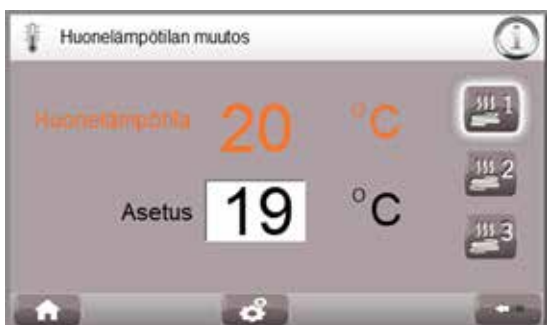 Huonelämpötilan muutos
Huonelämpötila 20 °C
1
2
Asetus 19 °C
3